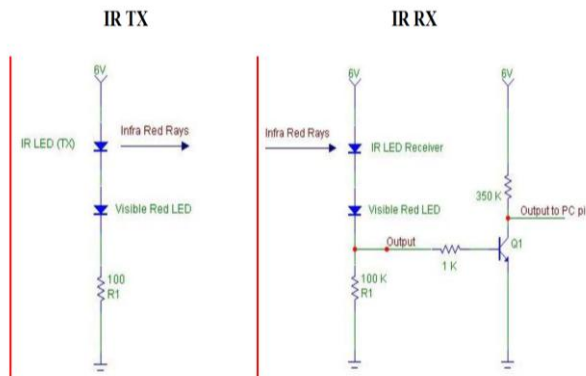 IR TX
6V
IR LED (TX)
Infra Red Rays
Visible Red LED
100
R1
IR RX
6V
6V
Infra Red Rays
IR LED Receiver
350 K
Visible Red LED
Output to PC pi
Output
Q1
1 K
100 K
R1